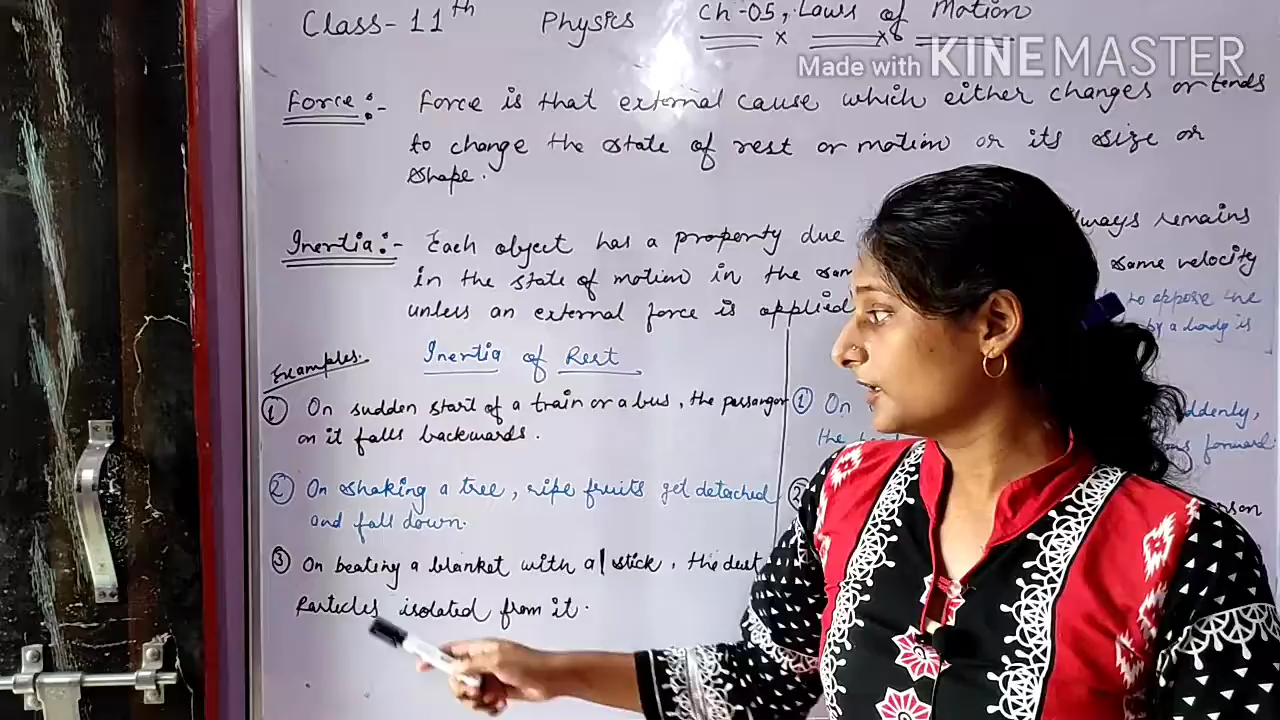 Class-11th Physics Ch-05, Laws of Motion
Made with KINEMASTER
Force:- Force is that external cause which either changes or tends
to change the state of rest or motion or its size or
shape.
Inertia:- Each object has a property due always remains
in the state of motion in the sam same velocity
unless an external force is applied to oppose the
by a body is
Examples:- Inertia of Rest
① On sudden start of a train or a bus, the passangor
on it falls backwards.
② On shaking a tree, ripe fruits get detached
and fall down.
③ On beating a blanket with a stick, the dust
Particles isolated from it.
① On ddenly,
the forward
② erson